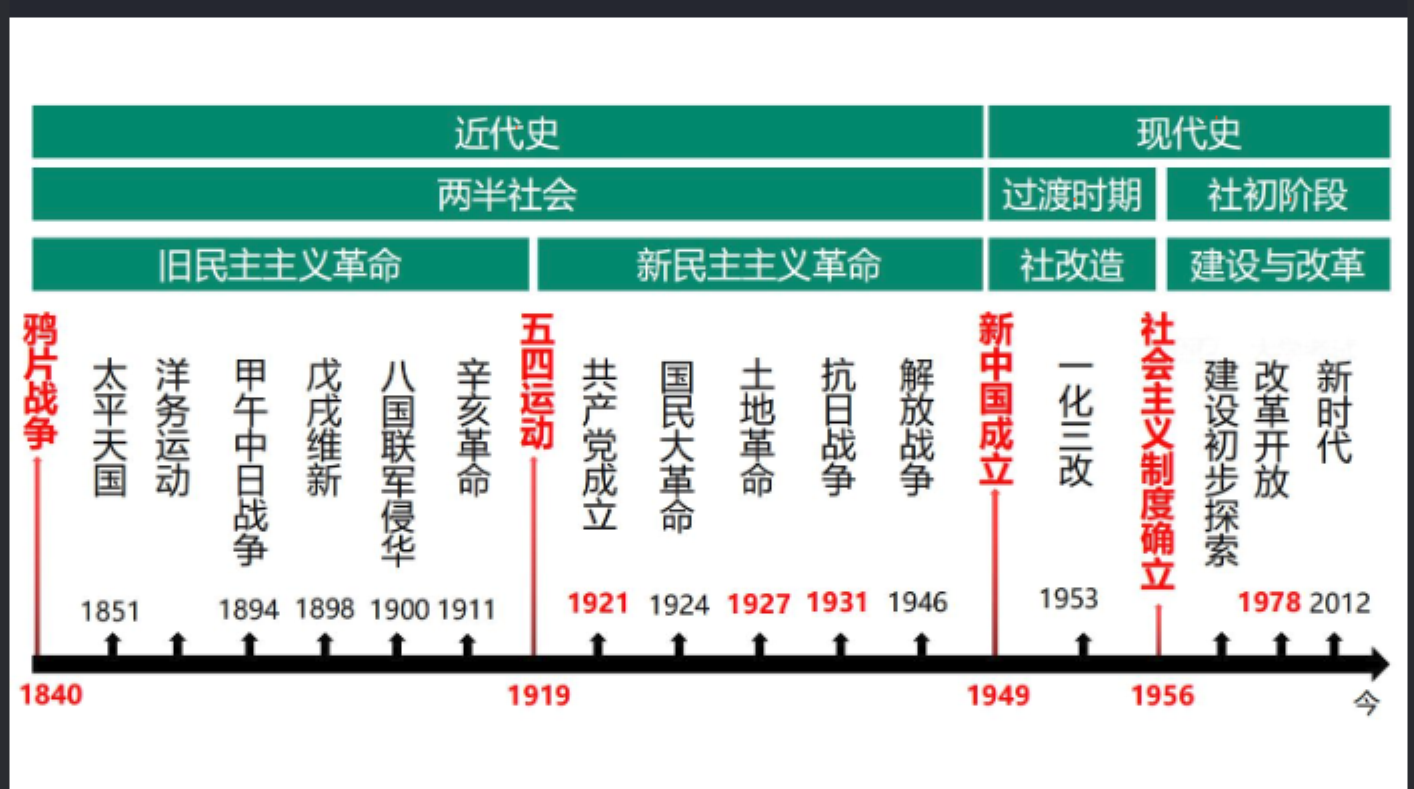 近代史
现代史
两半社会
过渡时期
社初阶段
旧民主主义革命
新民主主义革命
社改造
建设与改革
鸦片战争
太平天国
洋务运动
甲午中日战争
戊戌维新
八国联军侵华
辛亥革命
五四运动
共产党成立
国民大革命
土地革命
抗日战争
解放战争
新中国成立
一化三改
社会主义制度确立
建设初步探索
改革开放
新时代
1851
1894
1898
1900
1911
1921
1924
1927
1931
1946
1953
1978
2012
1840
1919
1949
1956
今